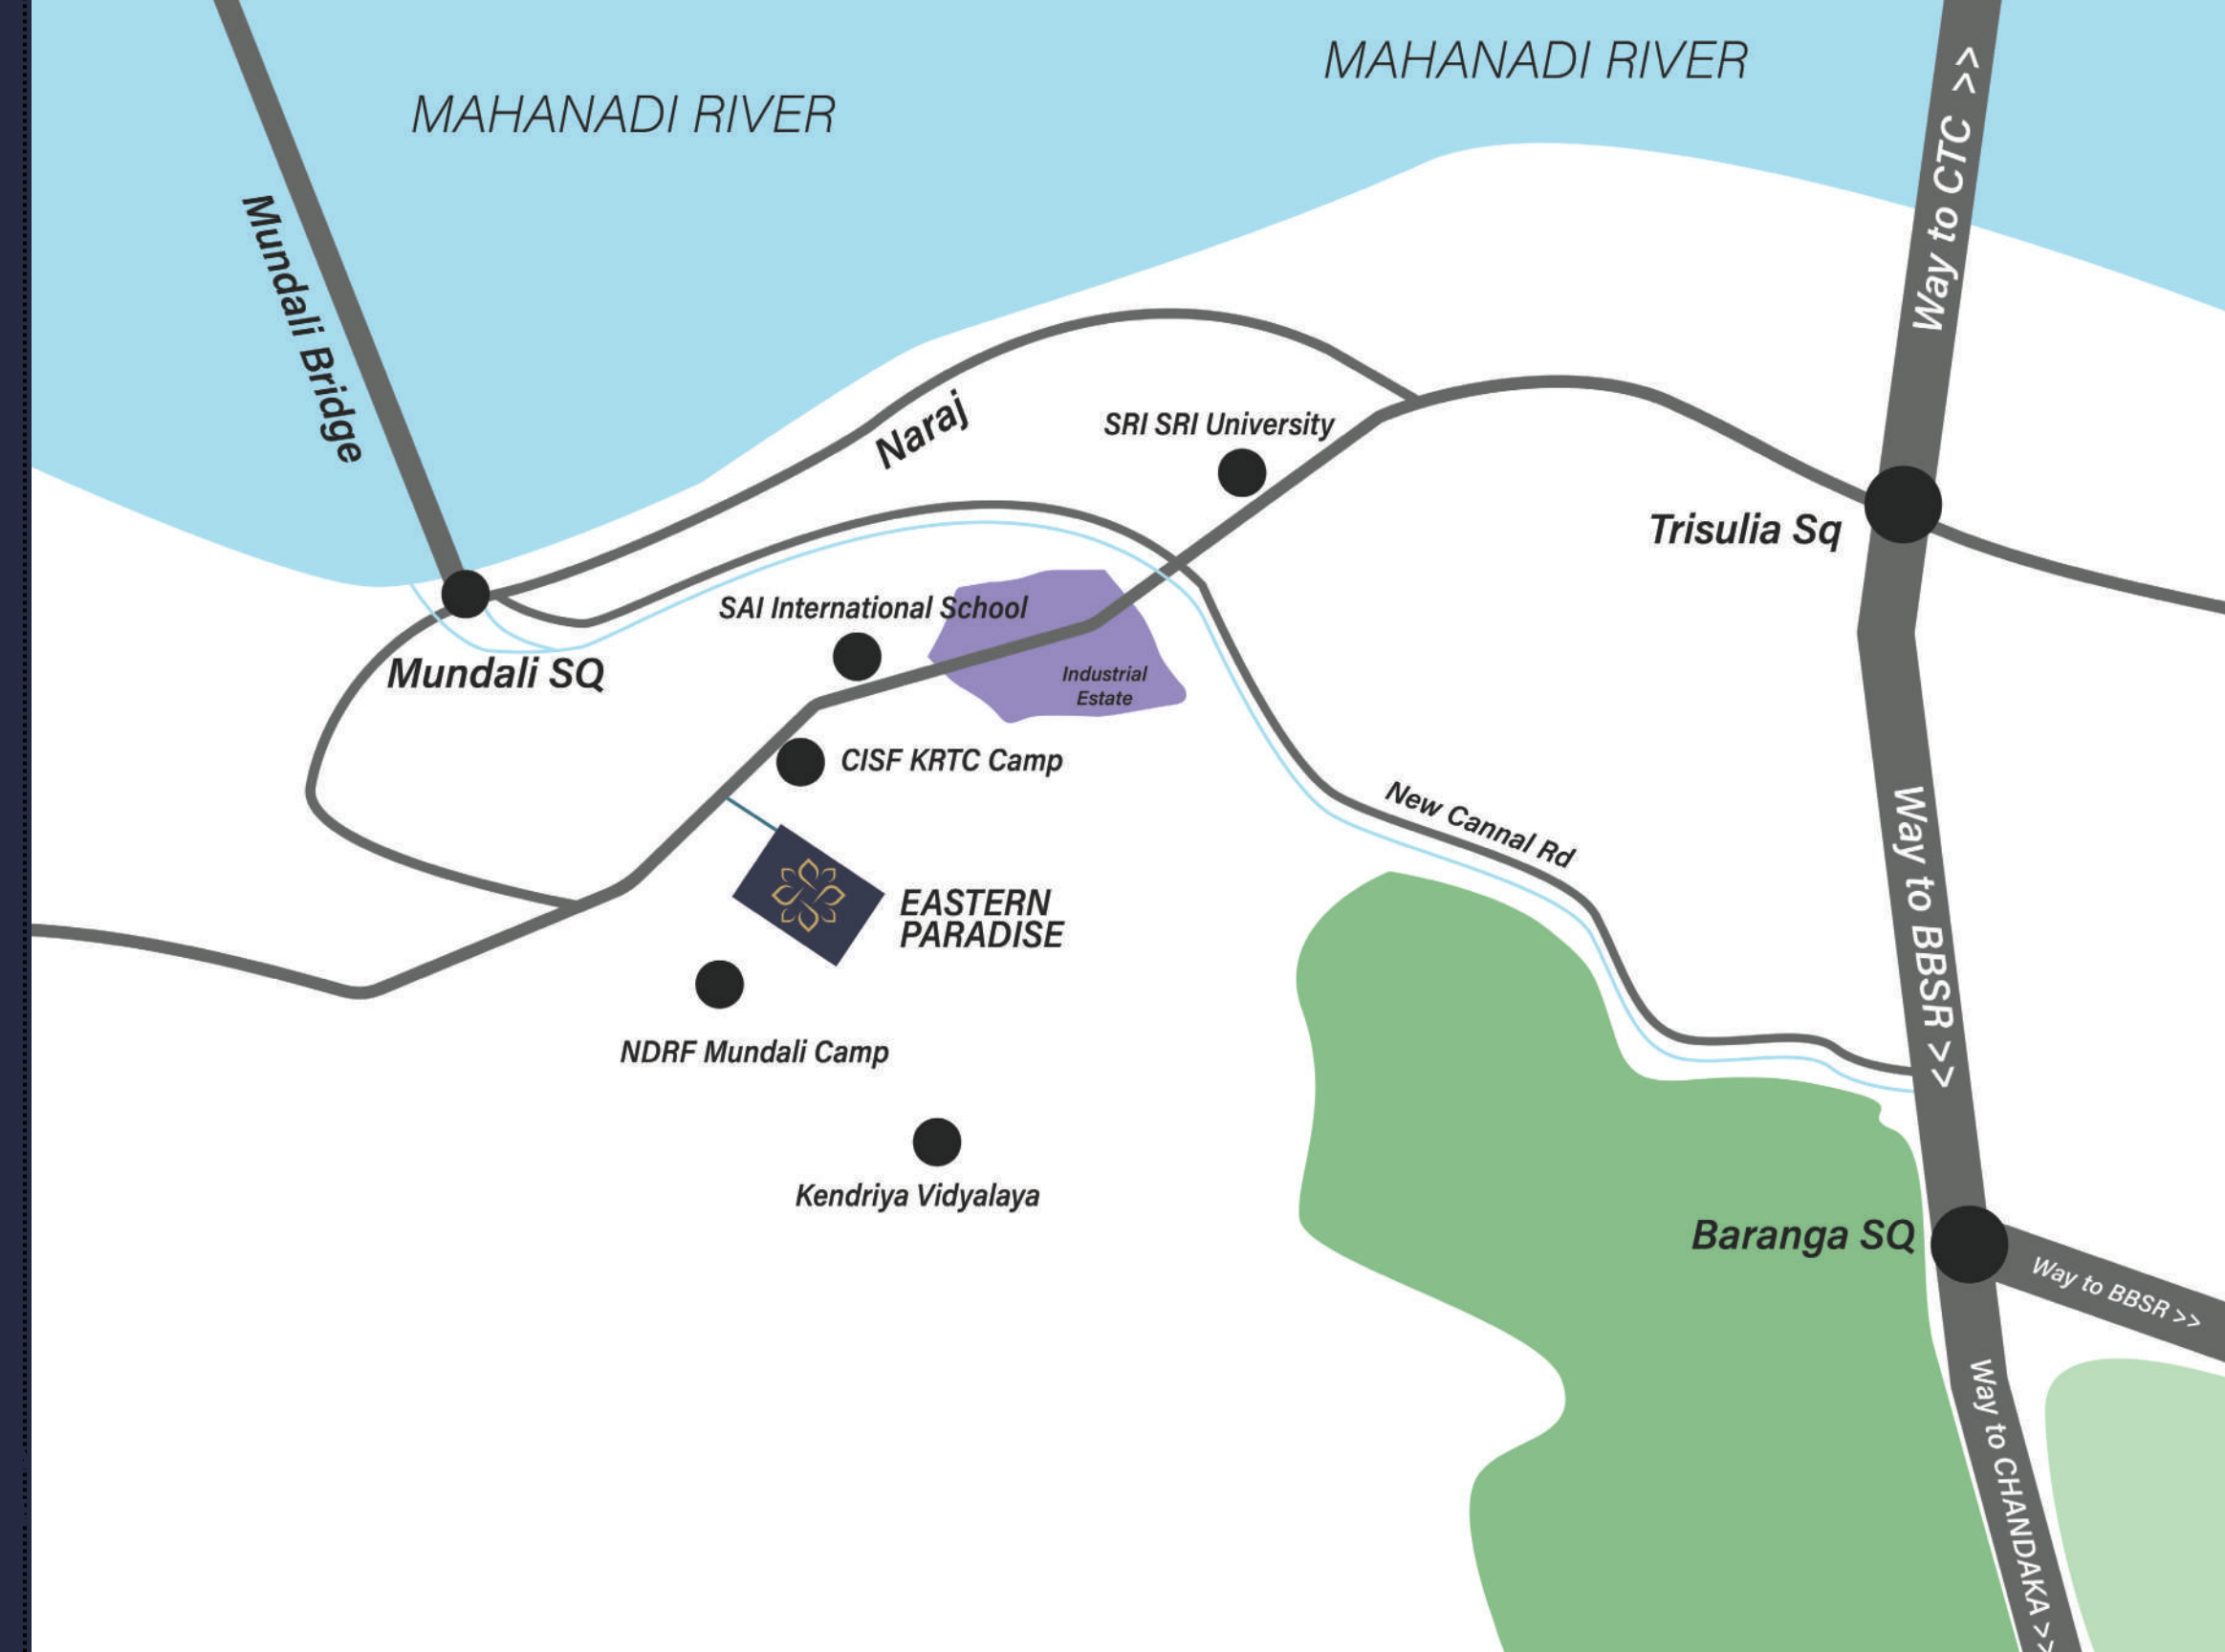 MAHANADI RIVER
MAHANADI RIVER
Way to CTC >>
Mundali Bridge
Naraj
SRI SRI University
Trisulia Sq
SAI International School
Mundali SQ
Industrial
Estate
CISF KRTC Camp
New Cannal Rd
Way to BBSR >>
EASTERN
PARADISE
NDRF Mundali Camp
Kendriya Vidyalaya
Baranga SQ
Way to BBSR >>
Way to CHANDAKA >>